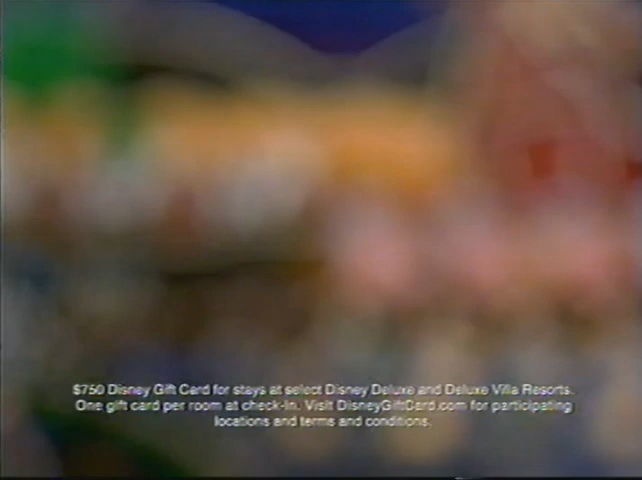 $750 Disney Gift Card for stays at select Disney Deluxe and Deluxe Villa Resorts.
One gift card per room at check-in. Visit DisneyGiftCard.com for participating
locations and terms and conditions.